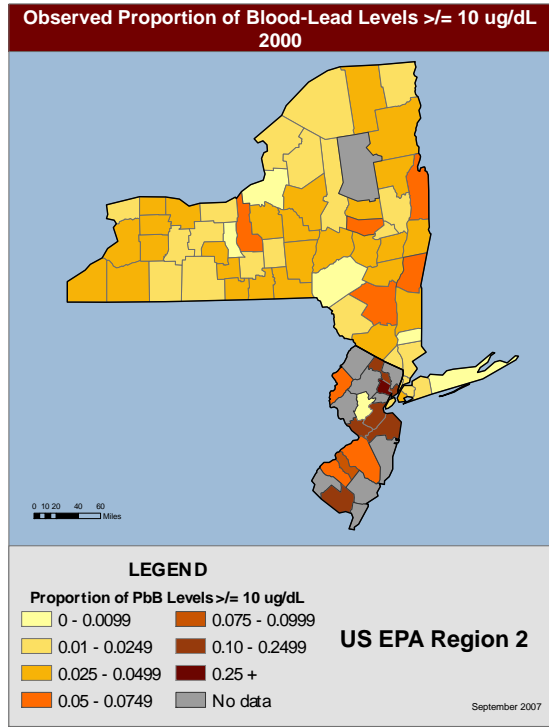 Observed Proportion of Blood-Lead Levels >/= 10 ug/dL
2000
0 10 20 40 60
Miles
LEGEND
Proportion of PbB Levels >/= 10 ug/dL
0 - 0.0099
0.01 - 0.0249
0.025 - 0.0499
0.05 - 0.0749
0.075 - 0.0999
0.10 - 0.2499
0.25 +
No data
US EPA Region 2
September 2007